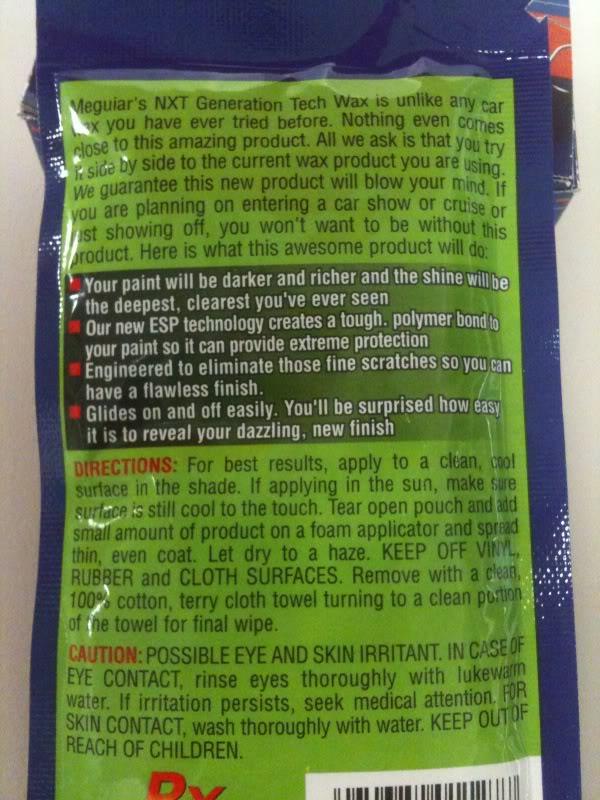 Meguiar's NXT Generation Tech Wax is unlike any car
wax you have ever tried before. Nothing even comes
close to this amazing product. All we ask is that you try
it side by side to the current wax product you are using.
We guarantee this new product will blow your mind. If
you are planning on entering a car show or cruise or
just showing off, you won't want to be without this
product. Here is what this awesome product will do:
Your paint will be darker and richer and the shine will be
the deepest, clearest you've ever seen
Our new ESP technology creates a tough. polymer bond to
your paint so it can provide extreme protection
Engineered to eliminate those fine scratches so you can
have a flawless finish.
Glides on and off easily. You'll be surprised how easy
it is to reveal your dazzling, new finish
DIRECTIONS: For best results, apply to a clean, cool
surface in the shade. If applying in the sun, make sure
surface is still cool to the touch. Tear open pouch and add
small amount of product on a foam applicator and spread
thin, even coat. Let dry to a haze. KEEP OFF VINYL,
RUBBER and CLOTH SURFACES. Remove with a clean,
100% cotton, terry cloth towel turning to a clean portion
of the towel for final wipe.
CAUTION: POSSIBLE EYE AND SKIN IRRITANT. IN CASE OF
EYE CONTACT, rinse eyes thoroughly with lukewarm
water. If irritation persists, seek medical attention. FOR
SKIN CONTACT, wash thoroughly with water. KEEP OUT OF
REACH OF CHILDREN.
Rx